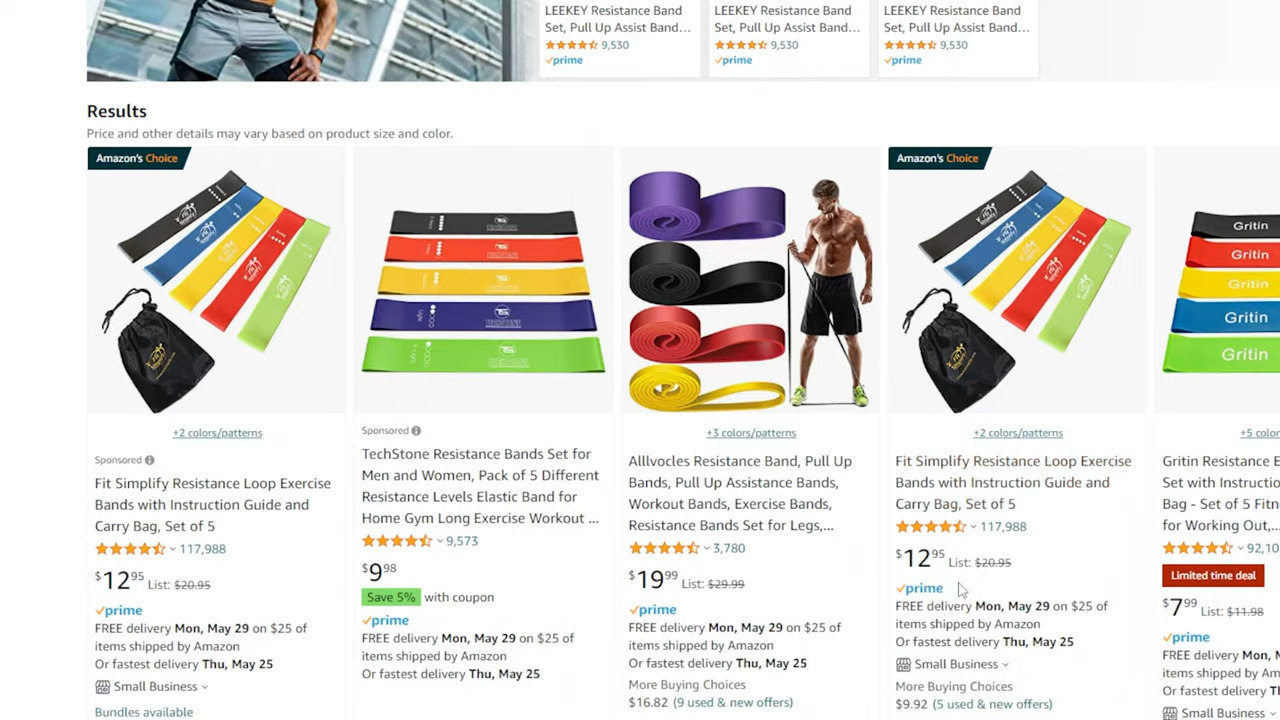 LEEKEY Resistance Band
Set, Pull Up Assist Band...
9,530
prime
LEEKEY Resistance Band
Set, Pull Up Assist Band...
9,530
prime
LEEKEY Resistance Band
Set, Pull Up Assist Band...
9,530
prime
Results
Price and other details may vary based on product size and color.
Amazon's Choice
+2 colors/patterns
Sponsored
Fit Simplify Resistance Loop Exercise
Bands with Instruction Guide and
Carry Bag, Set of 5
117,988
$12.95 List: $20.95
prime
FREE delivery Mon, May 29 on $25 of
items shipped by Amazon
Or fastest delivery Thu, May 25
Small Business
Bundles available
Sponsored
TechStone Resistance Bands Set for
Men and Women, Pack of 5 Different
Resistance Levels Elastic Band for
Home Gym Long Exercise Workout ...
9,573
$9.98
Save 5% with coupon
prime
FREE delivery Mon, May 29 on $25 of
items shipped by Amazon
Or fastest delivery Thu, May 25
+3 colors/patterns
Alllvocles Resistance Band, Pull Up
Bands, Pull Up Assistance Bands,
Workout Bands, Exercise Bands,
Resistance Bands Set for Legs,...
3,780
$19.99 List: $29.99
prime
FREE delivery Mon, May 29 on $25 of
items shipped by Amazon
Or fastest delivery Thu, May 25
More Buying Choices
$16.82 (9 used & new offers)
Amazon's Choice
+2 colors/patterns
Fit Simplify Resistance Loop Exercise
Bands with Instruction Guide and
Carry Bag, Set of 5
117,988
$12.95 List: $20.95
prime
FREE delivery Mon, May 29 on $25 of
items shipped by Amazon
Or fastest delivery Thu, May 25
Small Business
More Buying Choices
$9.92 (5 used & new offers)
Gritin
Gritin
Gritin
Gritin
Gritin
+5 color
Gritin Resistance E
Set with Instructio
Bag - Set of 5 Fitn
for Working Out,...
92,10
Limited time deal
$7.99 List: $11.98
prime
FREE delivery Mon, M
items shipped by Ama
Or fastest delivery Th
Small Business